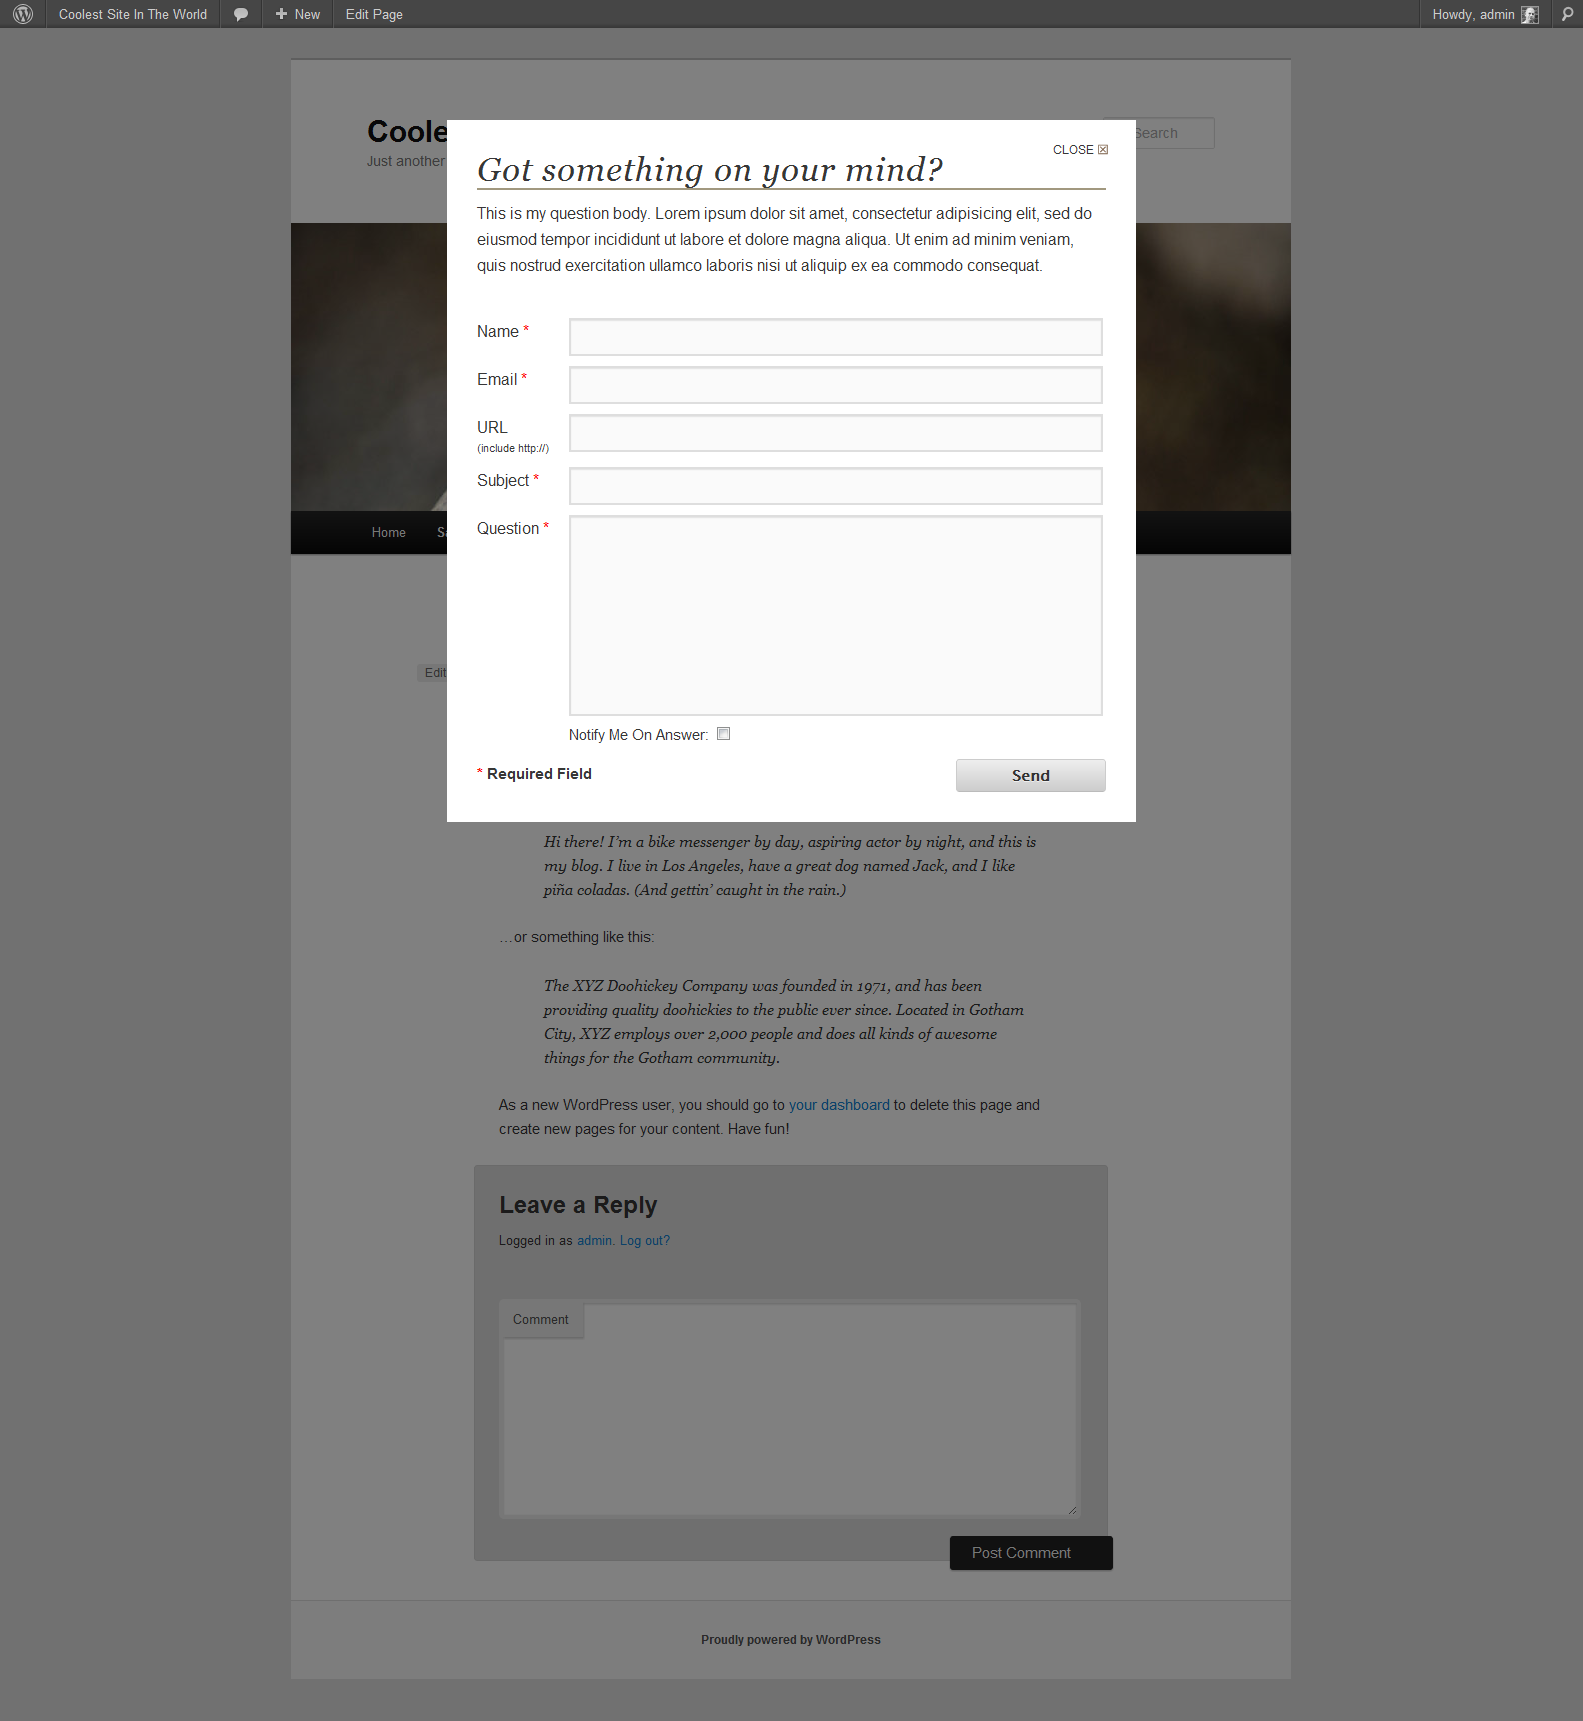 Coolest Site In The World
New
Edit Page
Howdy, admin
Coole
Just another
Search
CLOSE
Got something on your mind?
This is my question body. Lorem ipsum dolor sit amet, consectetur adipisicing elit, sed do
eiusmod tempor incididunt ut labore et dolore magna aliqua. Ut enim ad minim veniam,
quis nostrud exercitation ullamco laboris nisi ut aliquip ex ea commodo consequat.
Name *
Email *
URL
(include http://)
Subject *
Home
Question *
Edit
Notify Me On Answer:
* Required Field
Send
Hi there! I’m a bike messenger by day, aspiring actor by night, and this is
my blog. I live in Los Angeles, have a great dog named Jack, and I like
piña coladas. (And gettin’ caught in the rain.)
…or something like this:
The XYZ Doohickey Company was founded in 1971, and has been
providing quality doohickies to the public ever since. Located in Gotham
City, XYZ employs over 2,000 people and does all kinds of awesome
things for the Gotham community.
As a new WordPress user, you should go to your dashboard to delete this page and
create new pages for your content. Have fun!
Leave a Reply
Logged in as admin. Log out?
Comment
Post Comment
Proudly powered by WordPress